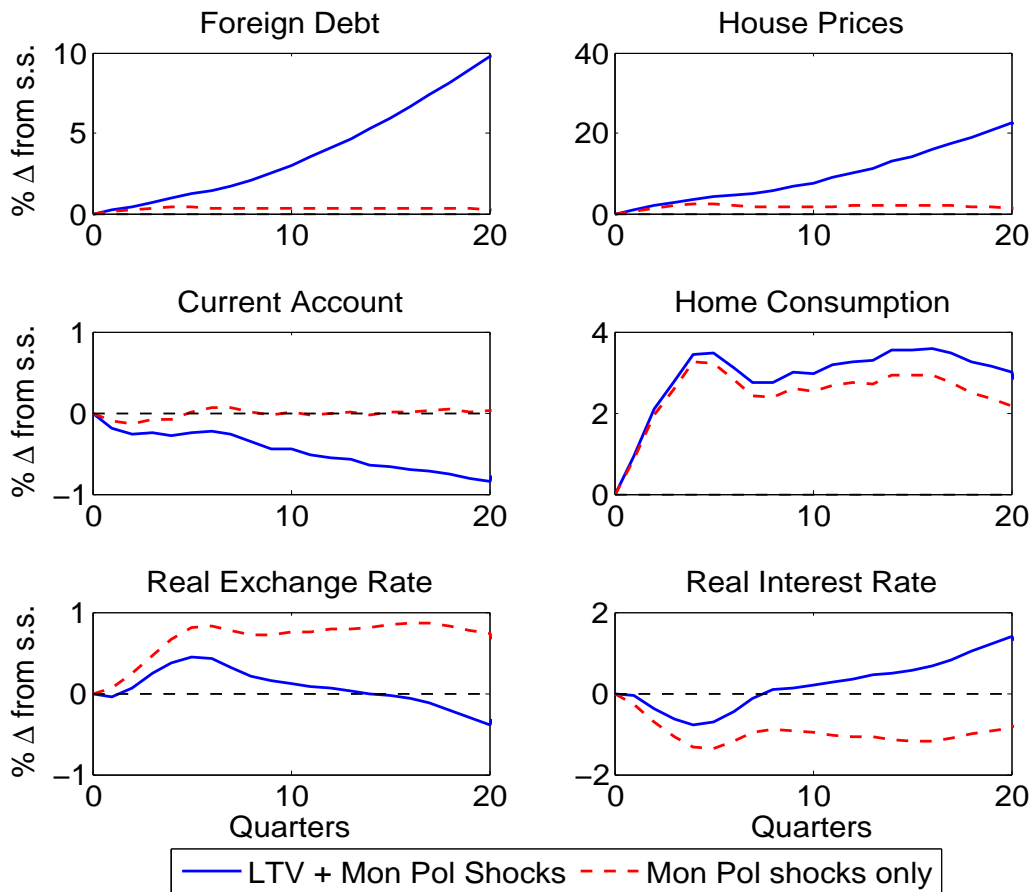 Foreign Debt
% Δ from s.s.
10
5
0
0
10
20
House Prices
40
20
0
0
10
20
Current Account
% Δ from s.s.
1
0
−1
0
10
20
Home Consumption
4
2
0
0
10
20
Real Exchange Rate
% Δ from s.s.
1
0
−1
0
10
20
Quarters
Real Interest Rate
2
0
−2
0
10
20
Quarters
LTV + Mon Pol Shocks
Mon Pol shocks only